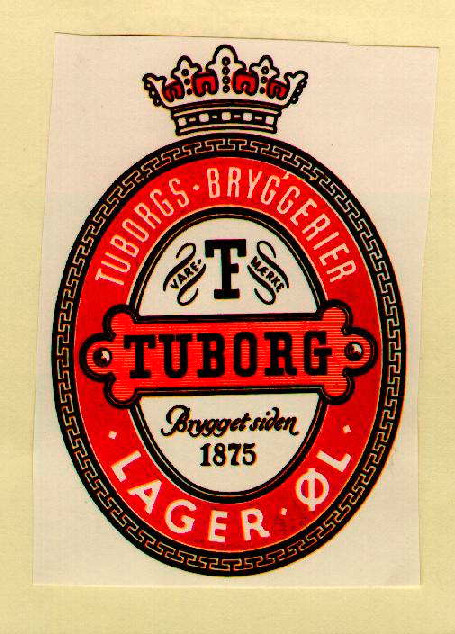 TUBORGS · BRYGGERIER
VARE- MÆRKE
T
TUBORG
Brygget siden
1875
· LAGER · ØL ·